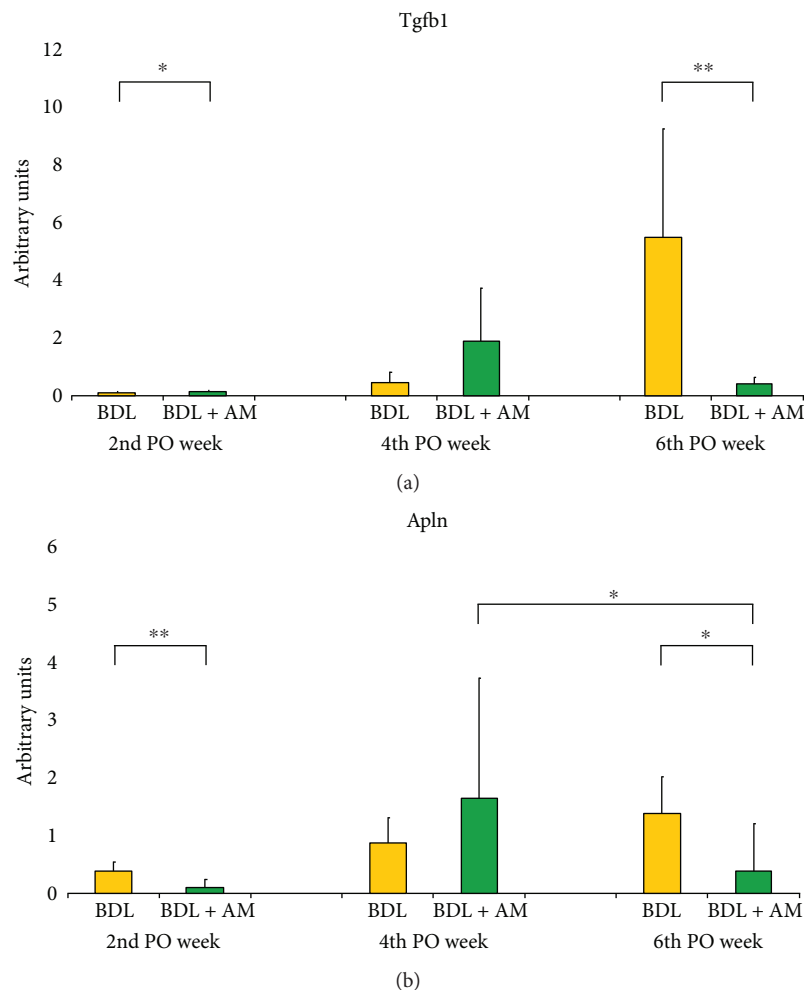 Tgfb1
12
10
8
6
4
2
0
Arbitrary units
*
**
BDL BDL + AM BDL BDL + AM BDL BDL + AM
2nd PO week 4th PO week 6th PO week
(a)
Apln
6
5
4
3
2
1
0
Arbitrary units
**
*
*
BDL BDL + AM BDL BDL + AM BDL BDL + AM
2nd PO week 4th PO week 6th PO week
(b)